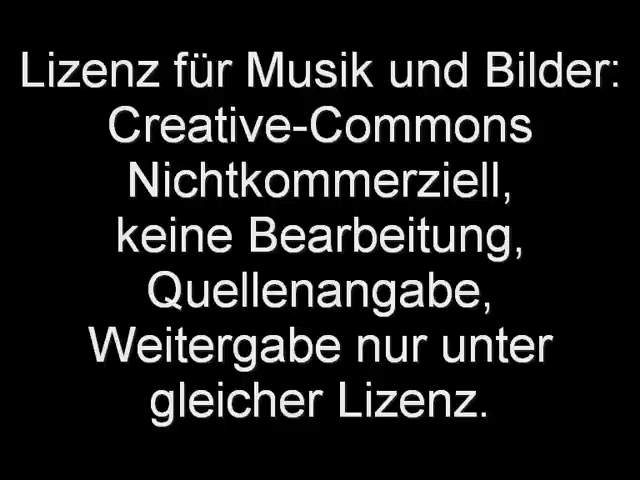 Lizenz für Musik und Bilder:
Creative-Commons
Nichtkommerziell,
keine Bearbeitung,
Quellenangabe,
Weitergabe nur unter
gleicher Lizenz.